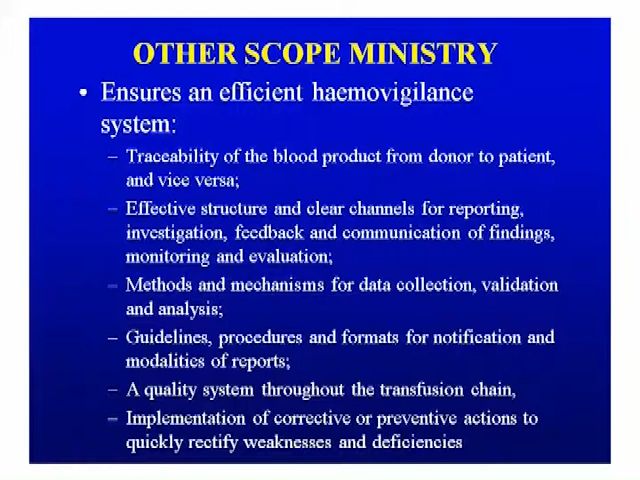 OTHER SCOPE MINISTRY
• Ensures an efficient haemovigilance
system:
– Traceability of the blood product from donor to patient,
and vice versa;
– Effective structure and clear channels for reporting,
investigation, feedback and communication of findings,
monitoring and evaluation;
– Methods and mechanisms for data collection, validation
and analysis;
– Guidelines, procedures and formats for notification and
modalities of reports;
– A quality system throughout the transfusion chain,
– Implementation of corrective or preventive actions to
quickly rectify weaknesses and deficiencies